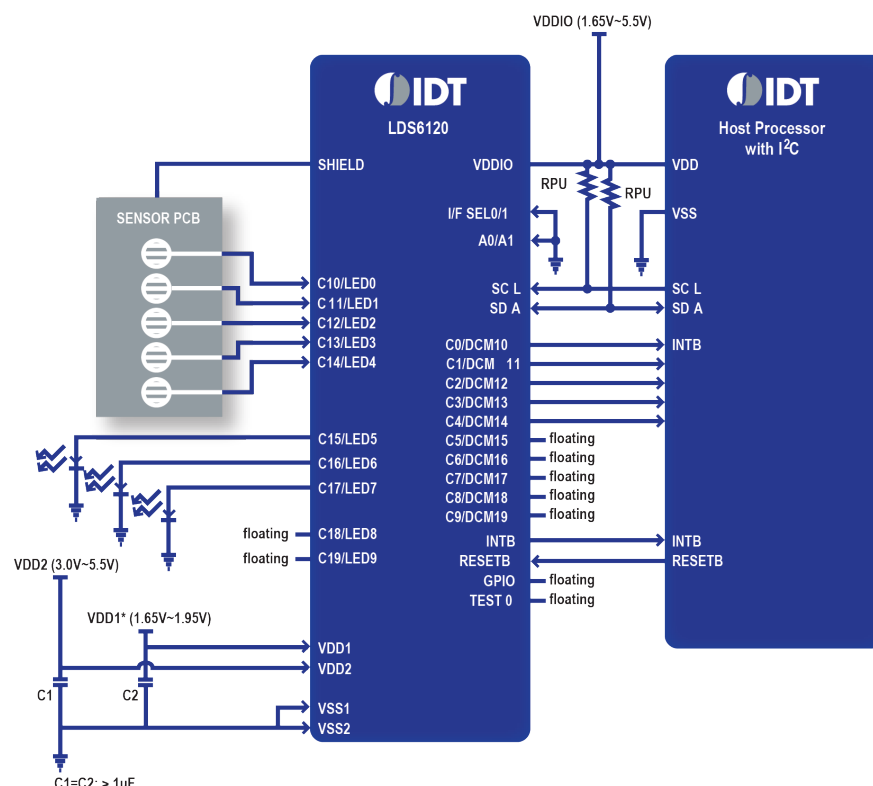 VDDIO (1.65V~5.5V)
IDT
LDS6120
IDT
Host Processor
with I²C
SHIELD
VDDIO
VDD
RPU
RPU
SENSOR PCB
I/F SEL0/1
VSS
A0/A1
C10/LED0
C11/LED1
C12/LED2
C13/LED3
C14/LED4
SC L
SC L
SD A
SD A
C0/DCM10
INTB
C1/DCM 11
C2/DCM12
C3/DCM13
C4/DCM14
C5/DCM15
floating
C6/DCM16
floating
C7/DCM17
floating
C8/DCM18
floating
C9/DCM19
floating
C15/LED5
C16/LED6
C17/LED7
floating
C18/LED8
floating
C19/LED9
INTB
INTB
RESETB
RESETB
GPIO
floating
TEST 0
floating
VDD2 (3.0V~5.5V)
VDD1* (1.65V~1.95V)
VDD1
VDD2
C1
C2
VSS1
VSS2
C1=C2: > 1uF